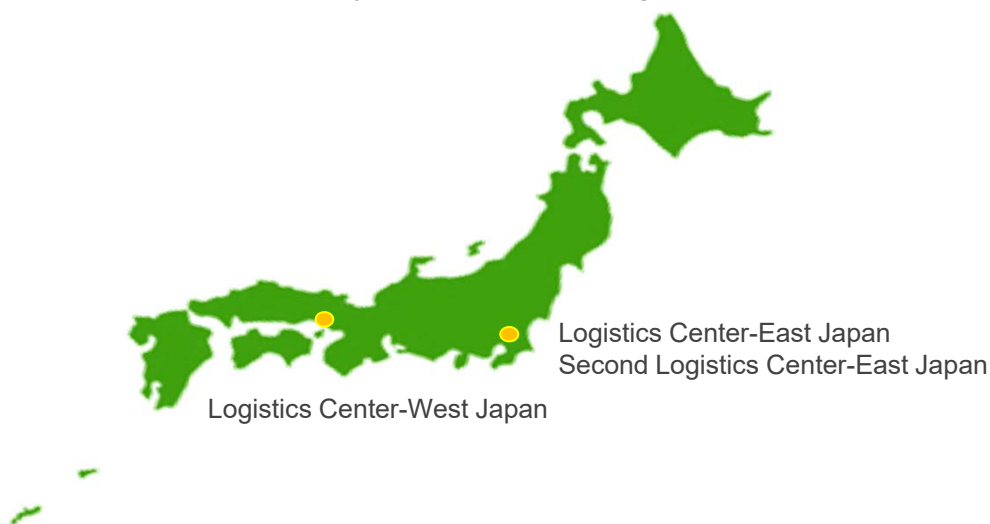 Logistics Center-East Japan
Second Logistics Center-East Japan
Logistics Center-West Japan